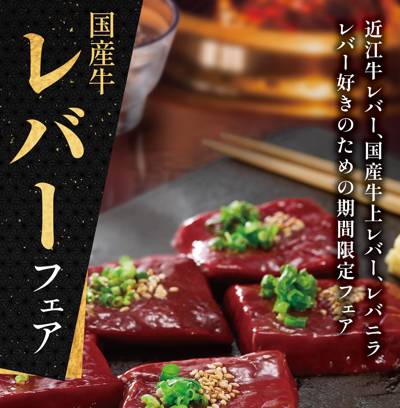 近江牛レバー、国産牛上レバー、レバニラ
レバー好きのための期間限定フェア
国産牛
レバー
フェア